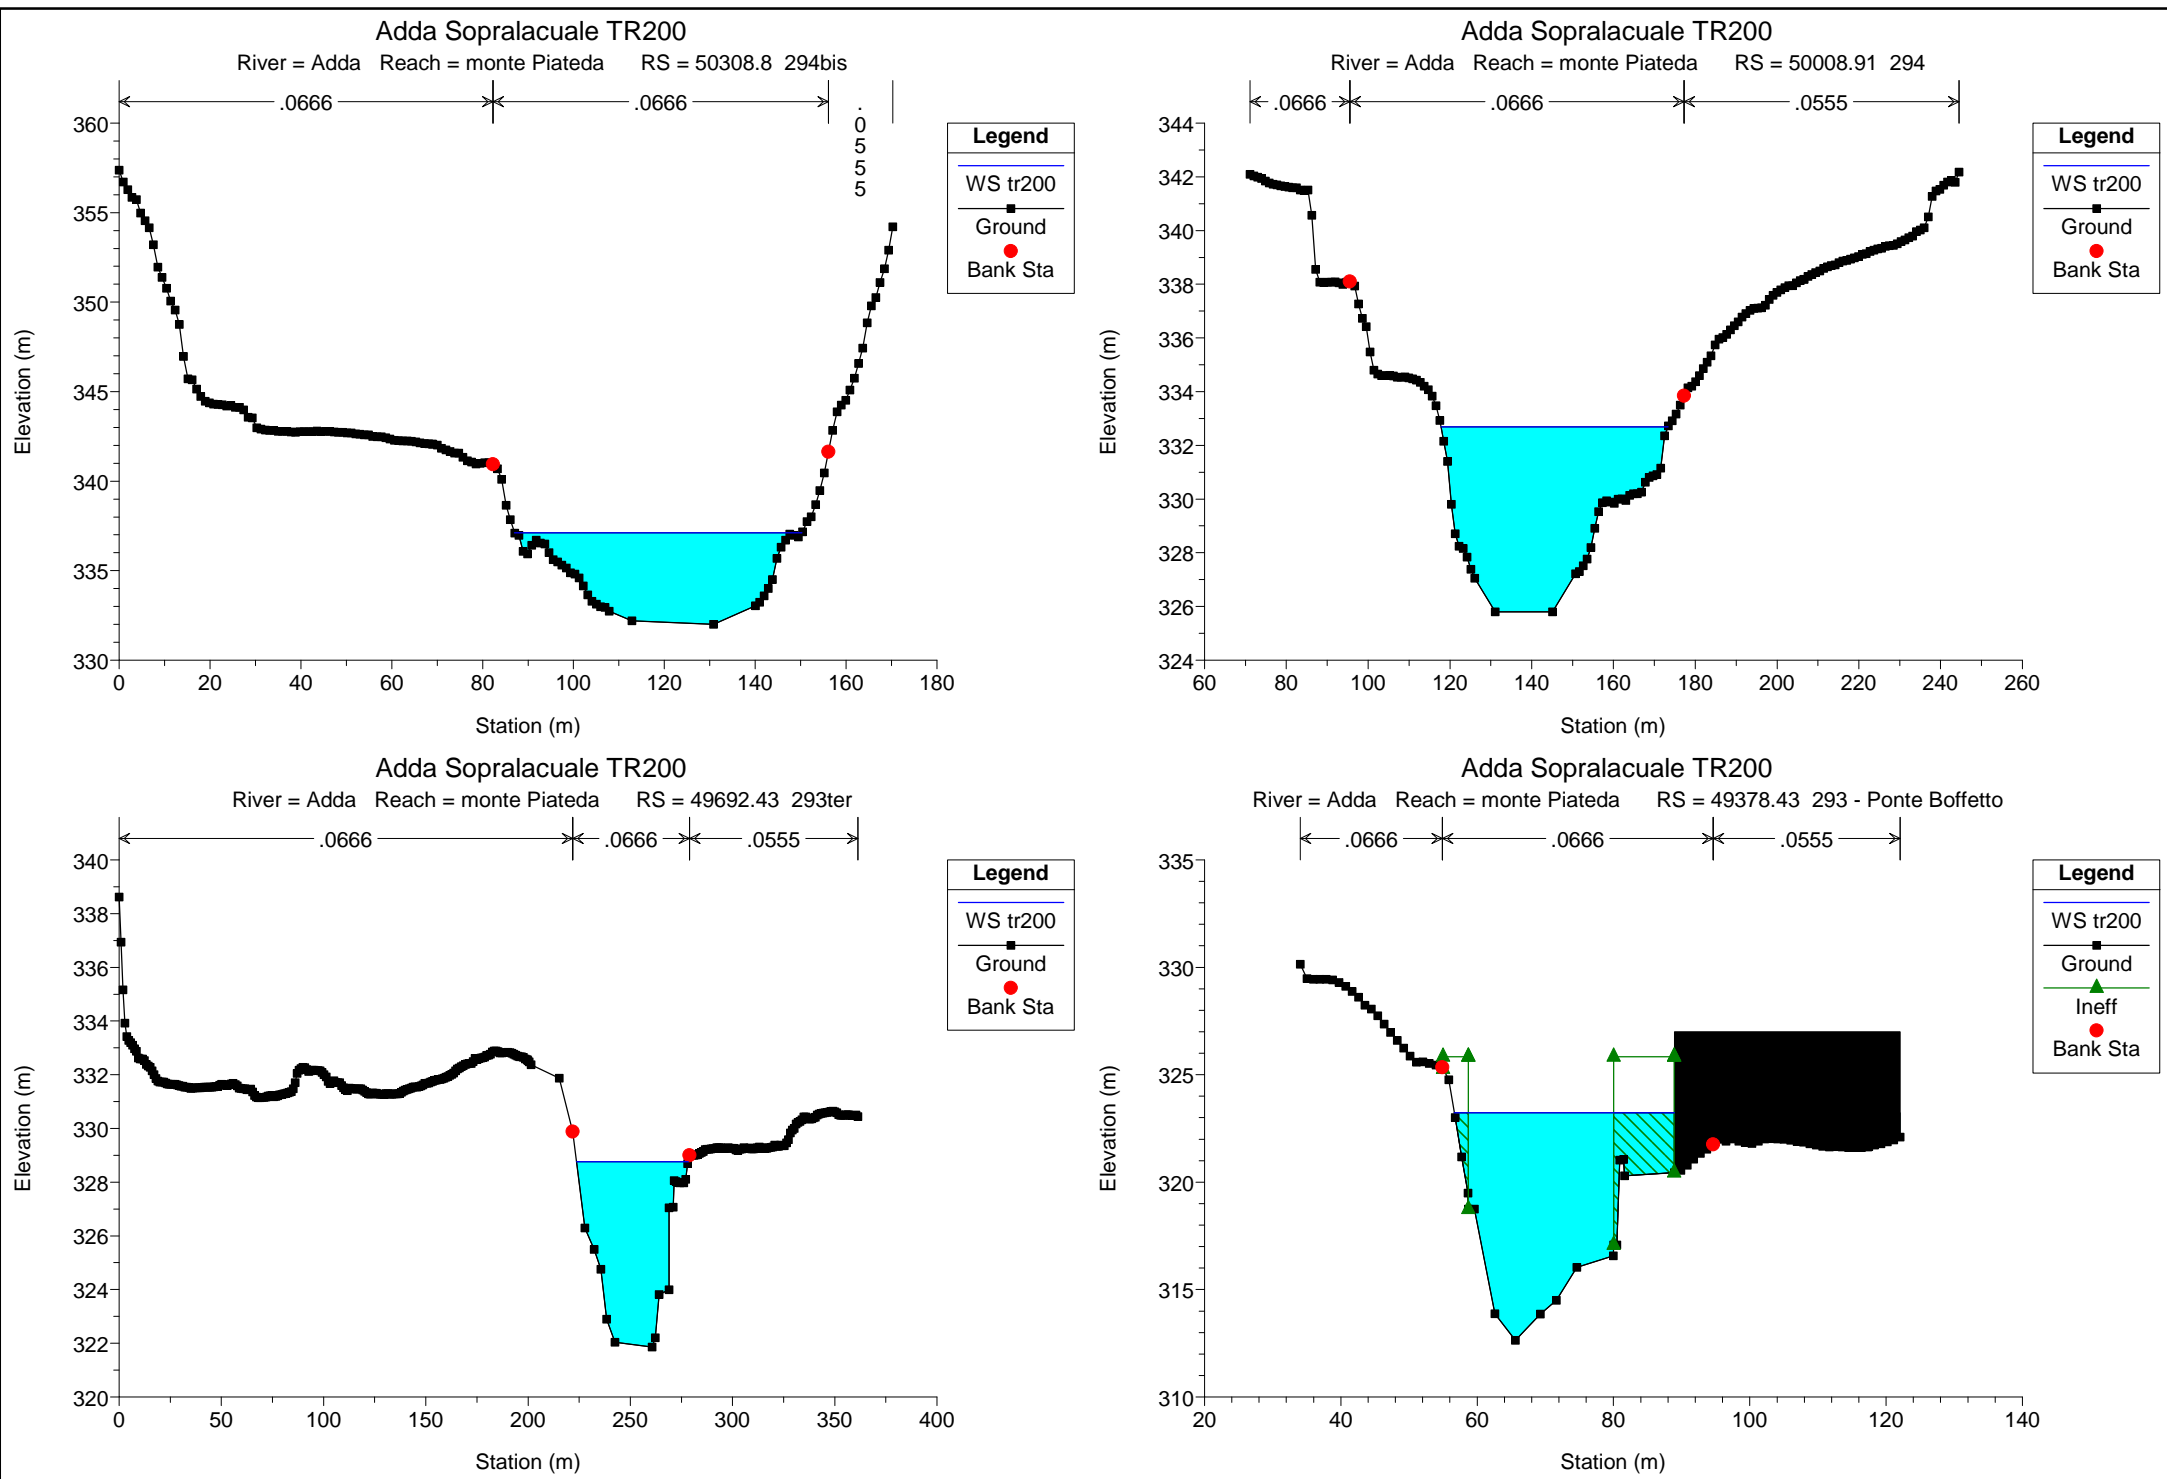 Adda Sopralacuale TR200
River = Adda Reach = monte Piateda RS = 50308.8 294bis
.0666
.0666
.0555
360
355
350
345
340
335
330
Elevation (m)
0 20 40 60 80 100 120 140 160 180
Station (m)
Legend
WS tr200
Ground
Bank Sta
Adda Sopralacuale TR200
River = Adda Reach = monte Piateda RS = 50008.91 294
.0666
.0666
.0555
344
342
340
338
336
334
332
330
328
326
324
Elevation (m)
60 80 100 120 140 160 180 200 220 240 260
Station (m)
Legend
WS tr200
Ground
Bank Sta
Adda Sopralacuale TR200
River = Adda Reach = monte Piateda RS = 49692.43 293ter
.0666
.0666
.0555
340
338
336
334
332
330
328
326
324
322
320
Elevation (m)
0 50 100 150 200 250 300 350 400
Station (m)
Legend
WS tr200
Ground
Bank Sta
Adda Sopralacuale TR200
River = Adda Reach = monte Piateda RS = 49378.43 293 - Ponte Boffetto
.0666
.0666
.0555
335
330
325
320
315
310
Elevation (m)
20 40 60 80 100 120 140
Station (m)
Legend
WS tr200
Ground
Ineff
Bank Sta